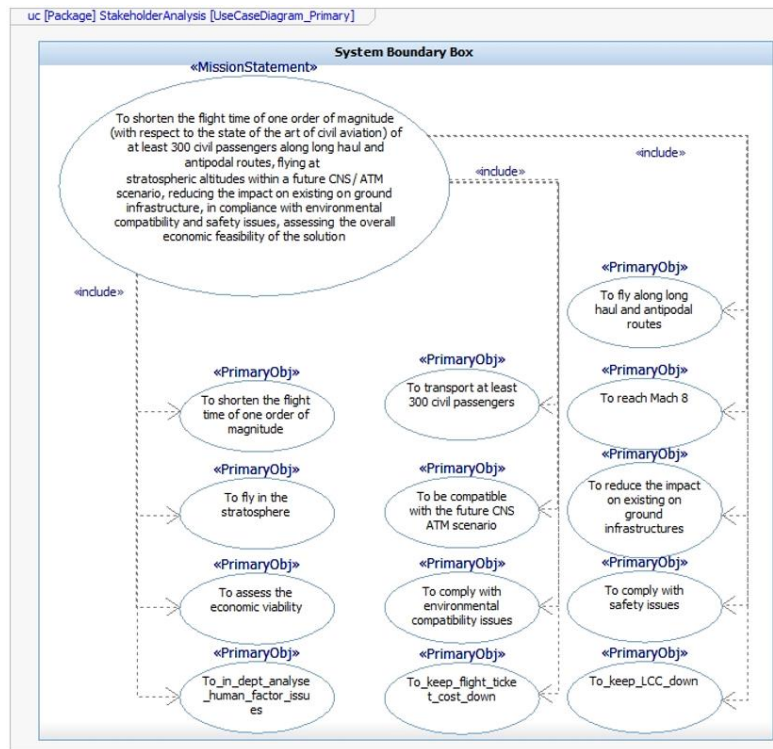 uc [Package] StakeholderAnalysis [UseCaseDiagram_Primary]
System Boundary Box
«MissionStatement»
To shorten the flight time of one order of magnitude
(with respect to the state of the art of civil aviation) of
at least 300 civil passengers along long haul and
antipodal routes, flying at
stratospheric altitudes within a future CNS/ ATM
scenario, reducing the impact on existing on ground
infrastructure, in compliance with environmental
compatibility and safety issues, assessing the overall
economic feasibility of the solution
«include»
«include»
«include»
«PrimaryObj»
To fly along long
haul and antipodal
routes
«PrimaryObj»
To shorten the flight
time of one order of
magnitude
«PrimaryObj»
To transport at least
300 civil passengers
«PrimaryObj»
To reach Mach 8
«PrimaryObj»
To fly in the
stratosphere
«PrimaryObj»
To be compatible
with the future CNS
ATM scenario
«PrimaryObj»
To reduce the impact
on existing on
ground
infrastructures
«PrimaryObj»
To assess the
economic viability
«PrimaryObj»
To comply with
environmental
compatibility issues
«PrimaryObj»
To comply with
safety issues
«PrimaryObj»
To_in_dept_analyse
_human_factor_issu
es
«PrimaryObj»
To_keep_flight_ticke
t_cost_down
«PrimaryObj»
To_keep_LCC_down